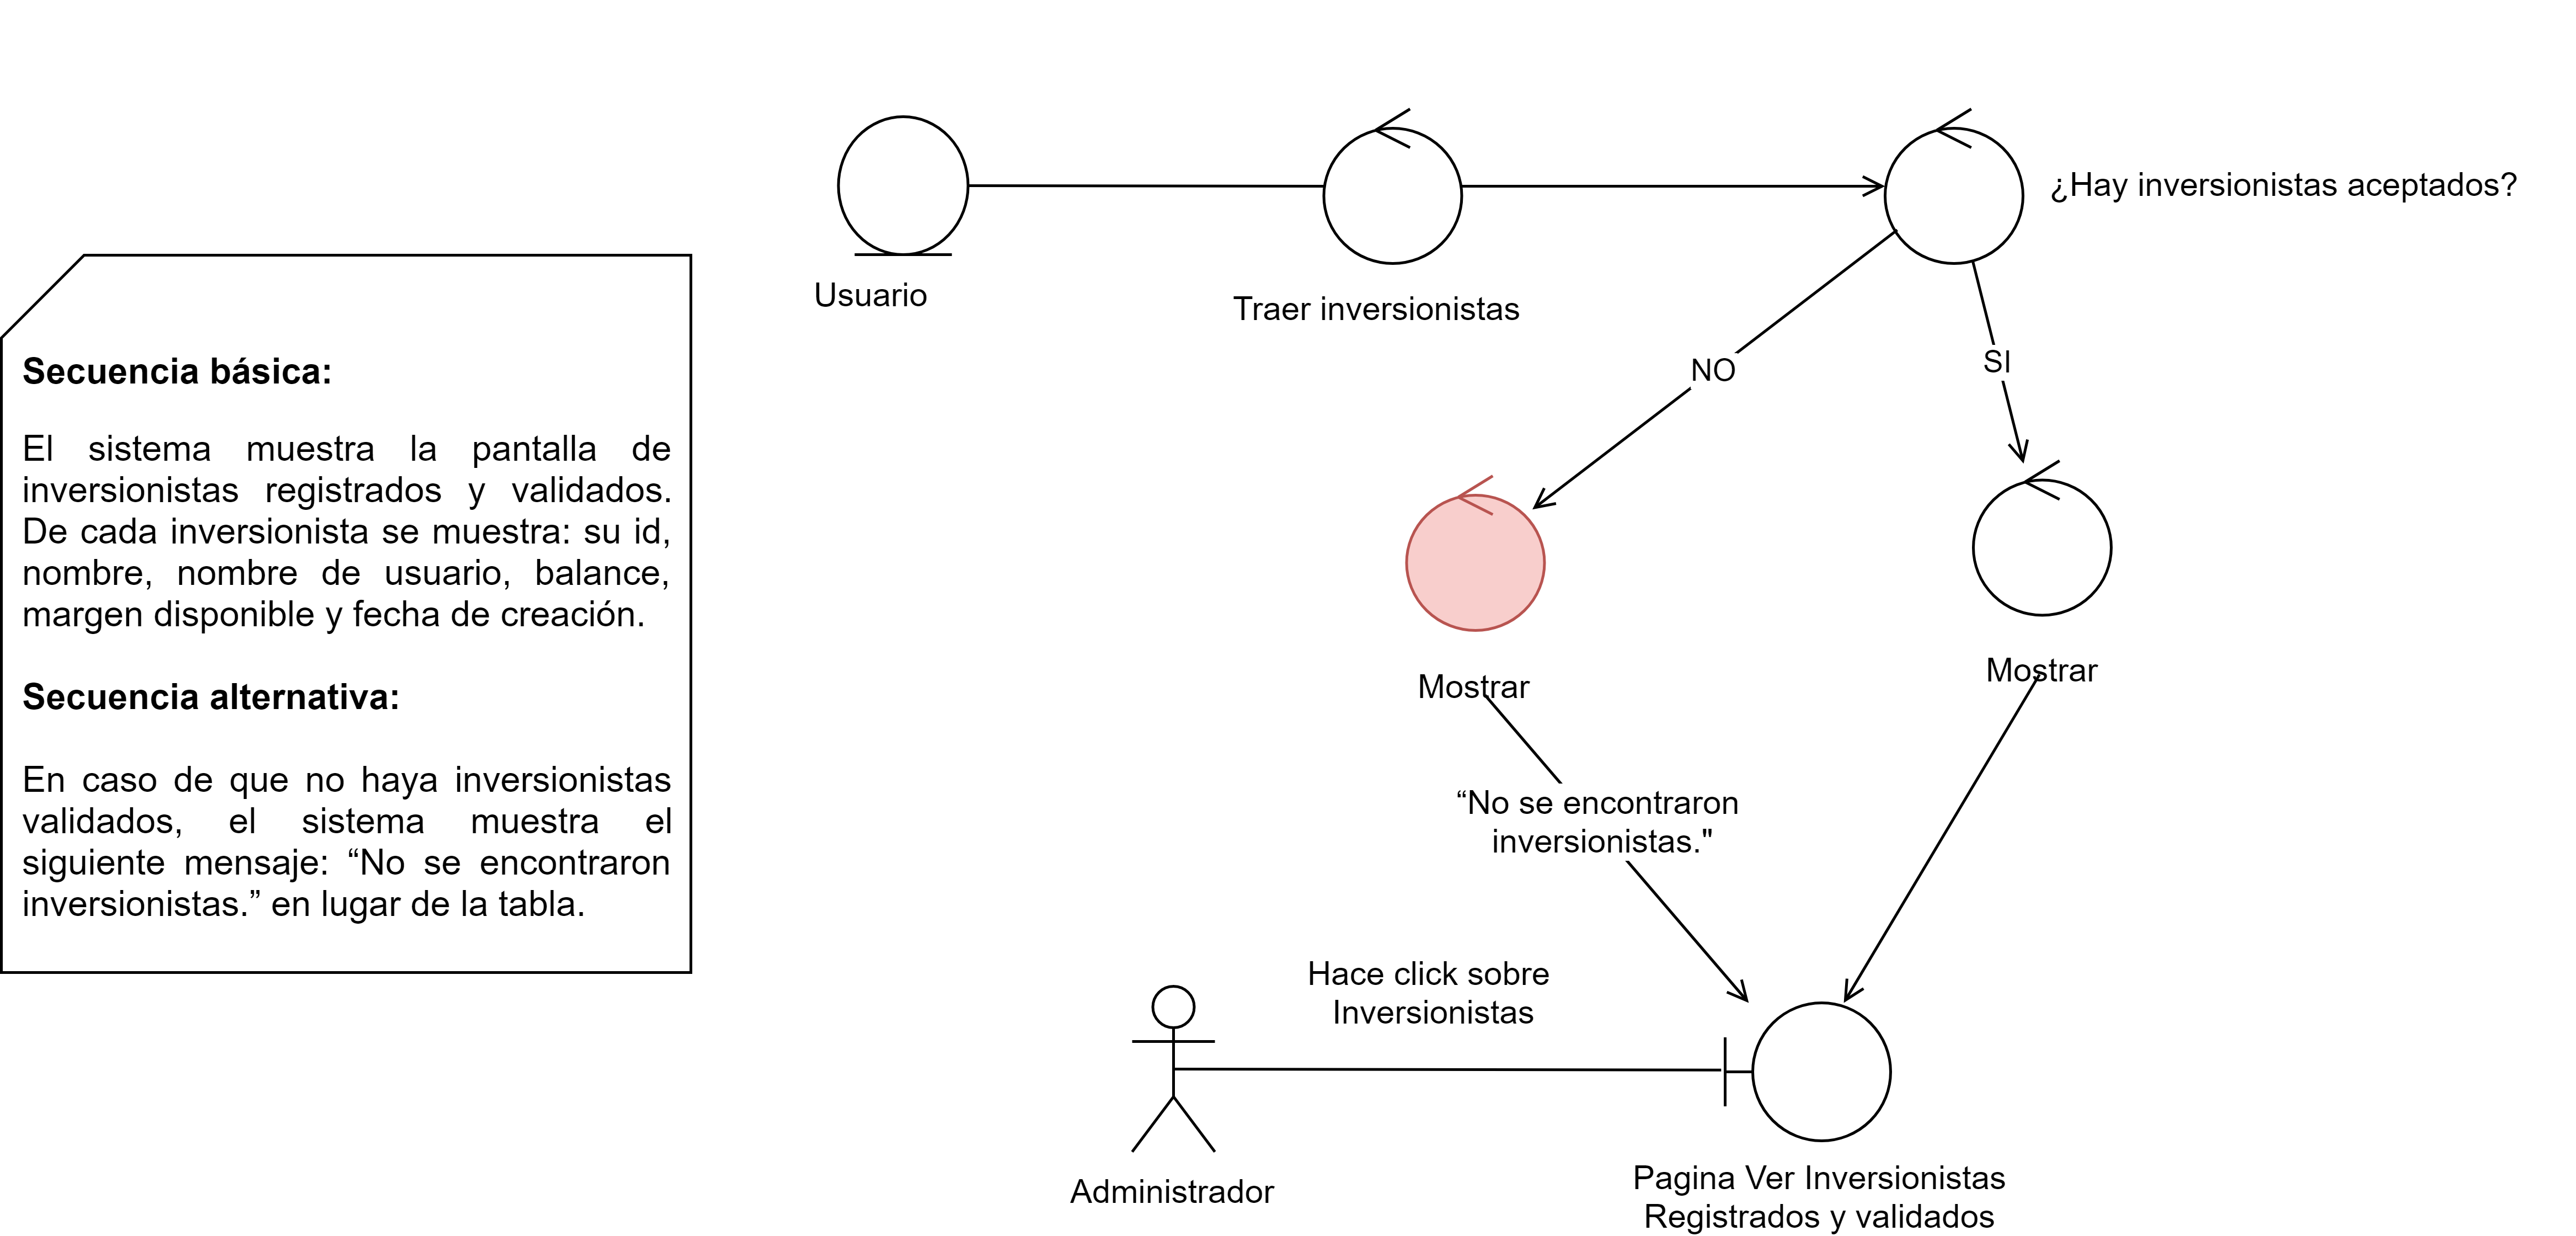 Secuencia básica:
El sistema muestra la pantalla de
inversionistas registrados y validados.
De cada inversionista se muestra: su id,
nombre, nombre de usuario, balance,
margen disponible y fecha de creación.
Secuencia alternativa:
En caso de que no haya inversionistas
validados, el sistema muestra el
siguiente mensaje: “No se encontraron
inversionistas.” en lugar de la tabla.
Usuario
Traer inversionistas
¿Hay inversionistas aceptados?
NO
SI
Mostrar
Mostrar
“No se encontraron
inversionistas."
Hace click sobre
Inversionistas
Administrador
Pagina Ver Inversionistas
Registrados y validados